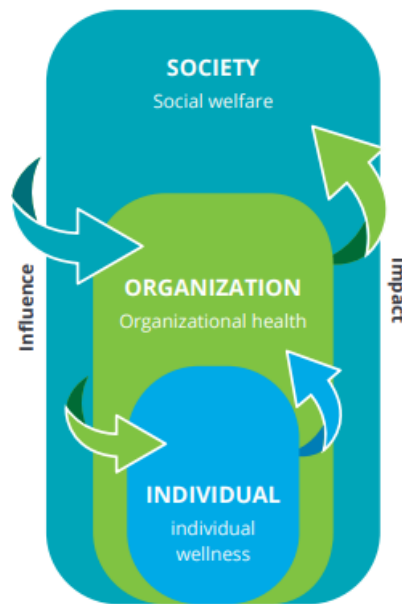 SOCIETY
Social welfare
Influence
ORGANIZATION
Organizational health
Impact
INDIVIDUAL
individual
wellness